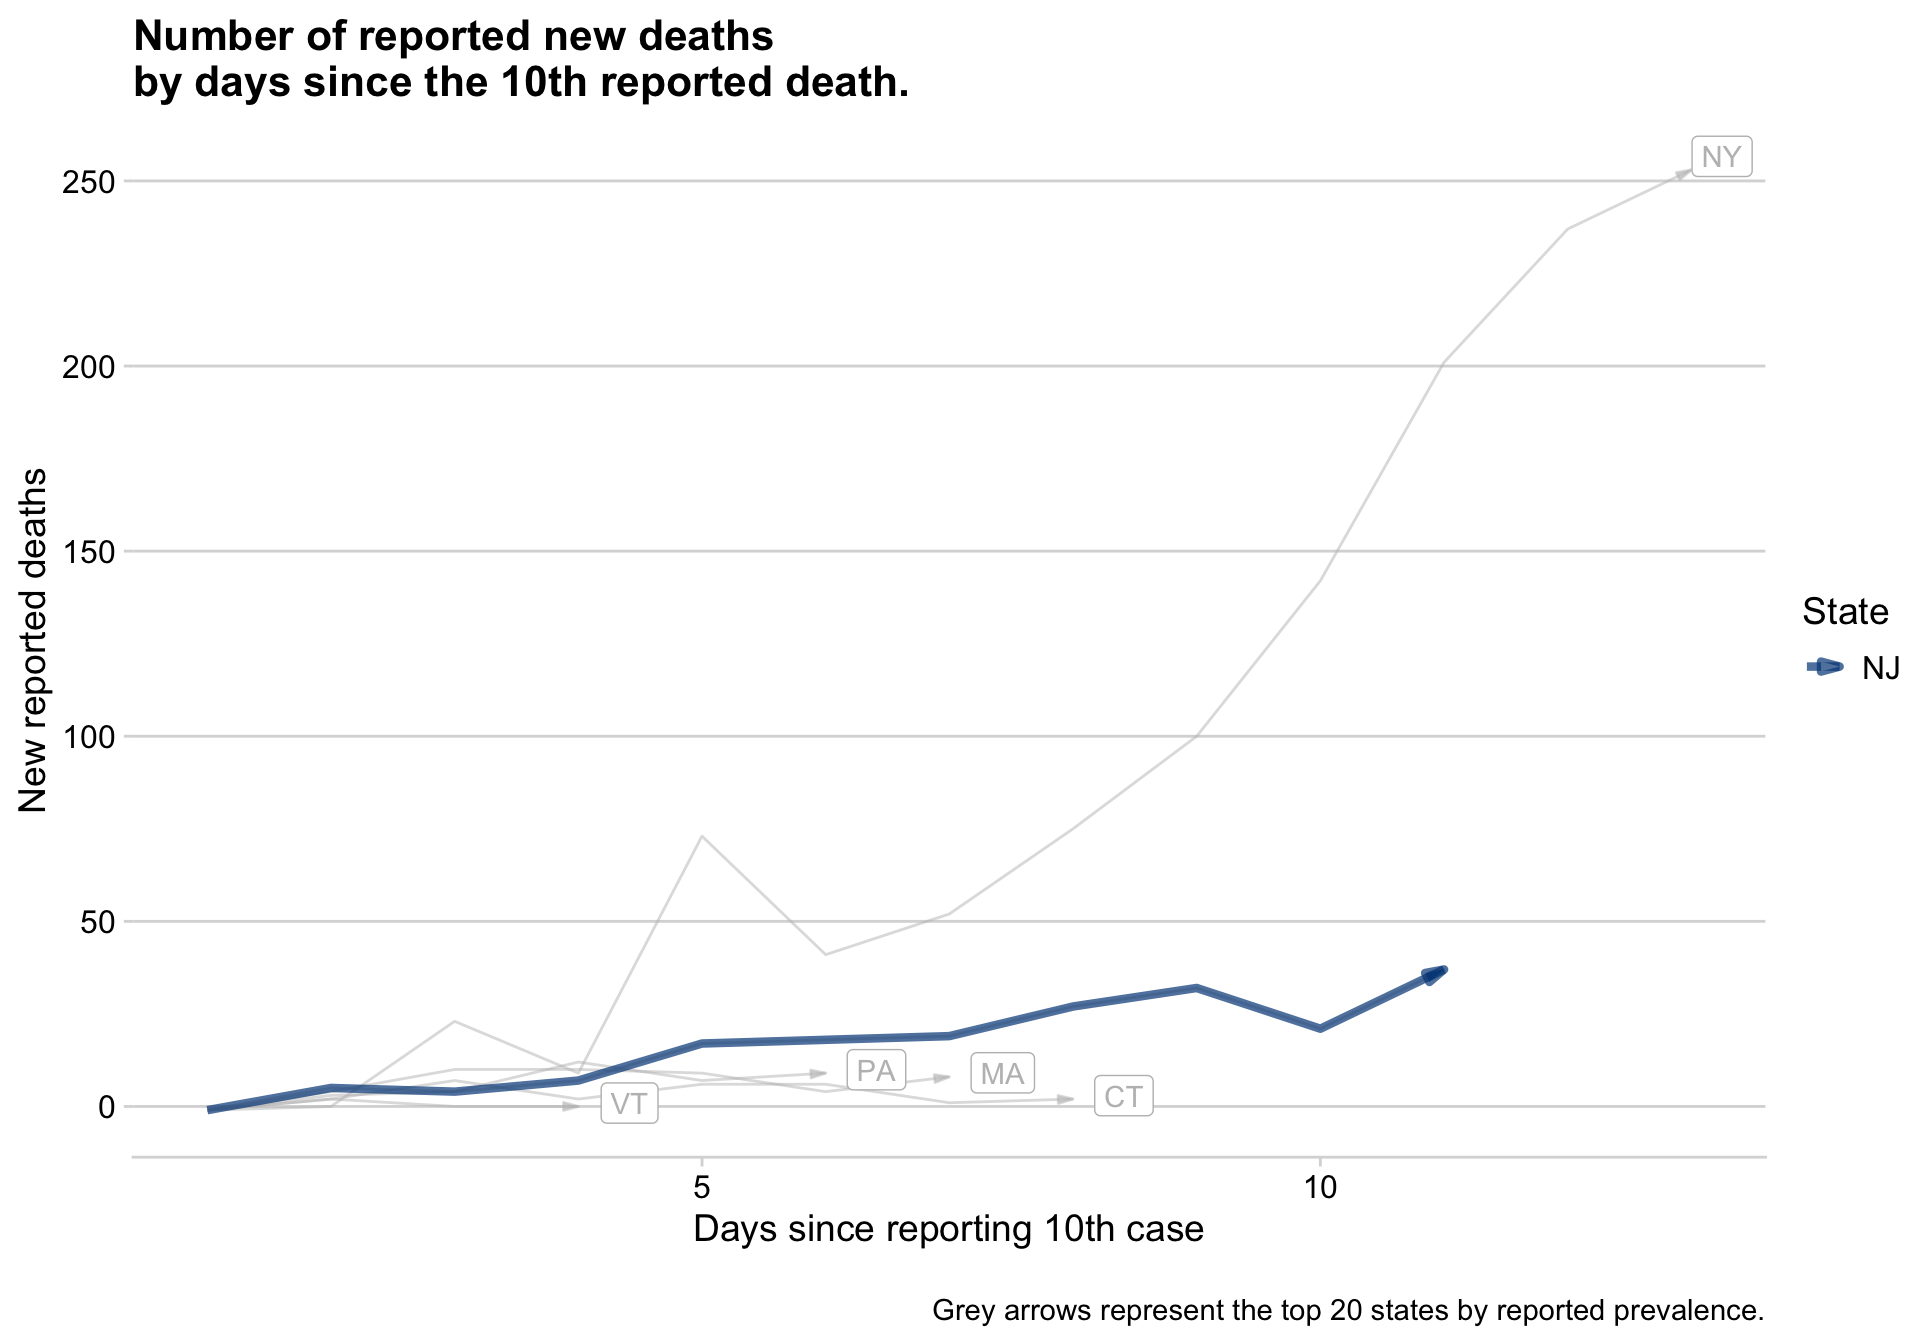 Number of reported new deaths
by days since the 10th reported death.
New reported deaths
250
200
150
100
50
0
NY
PA
MA
CT
VT
State
NJ
5
10
Days since reporting 10th case
Grey arrows represent the top 20 states by reported prevalence.